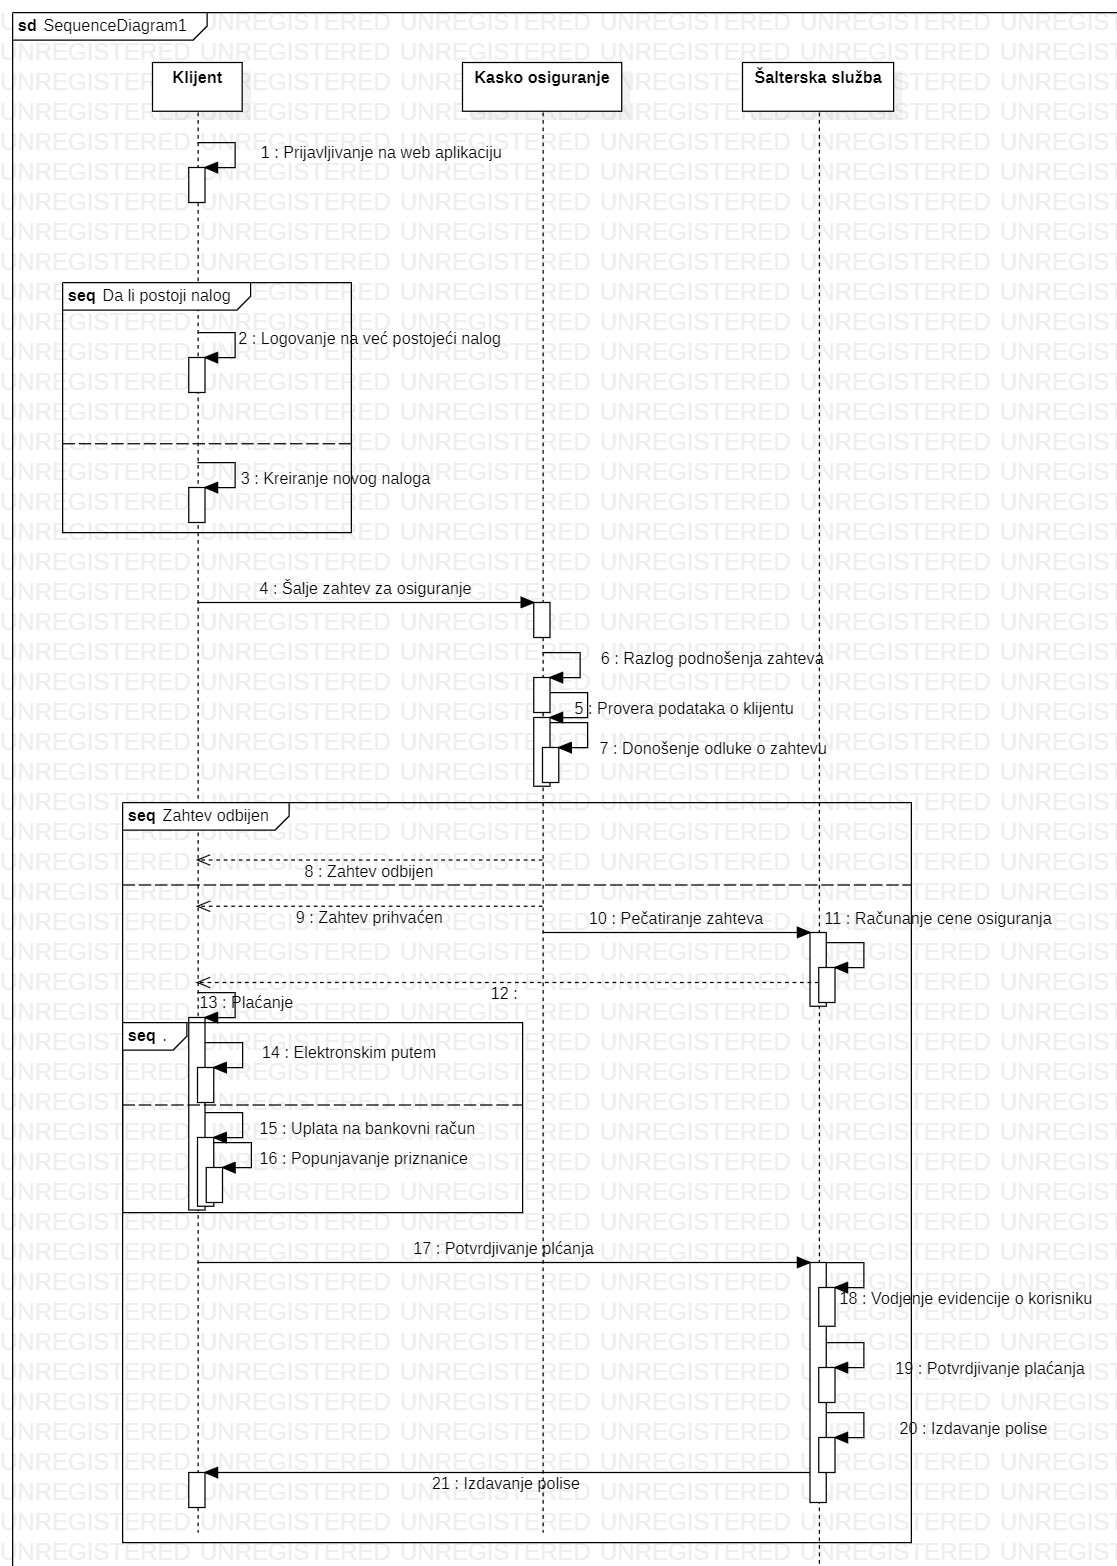 sd SequenceDiagram1
Klijent
Kasko osiguranje
Šalterska služba
1 : Prijavljivanje na web aplikaciju
seq Da li postoji nalog
2 : Logovanje na već postojeći nalog
3 : Kreiranje novog naloga
4 : Šalje zahtev za osiguranje
6 : Razlog podnošenja zahteva
5 : Provera podataka o klijentu
7 : Donošenje odluke o zahtevu
seq Zahtev odbijen
8 : Zahtev odbijen
9 : Zahtev prihvaćen
10 : Pečatiranje zahteva
11 : Računanje cene osiguranja
12 :
13 : Plaćanje
seq .
14 : Elektronskim putem
15 : Uplata na bankovni račun
16 : Popunjavanje priznanice
17 : Potvrdjivanje plćanja
18 : Vodjenje evidencije o korisniku
19 : Potvrdjivanje plaćanja
20 : Izdavanje polise
21 : Izdavanje polise
UNREGISTERED